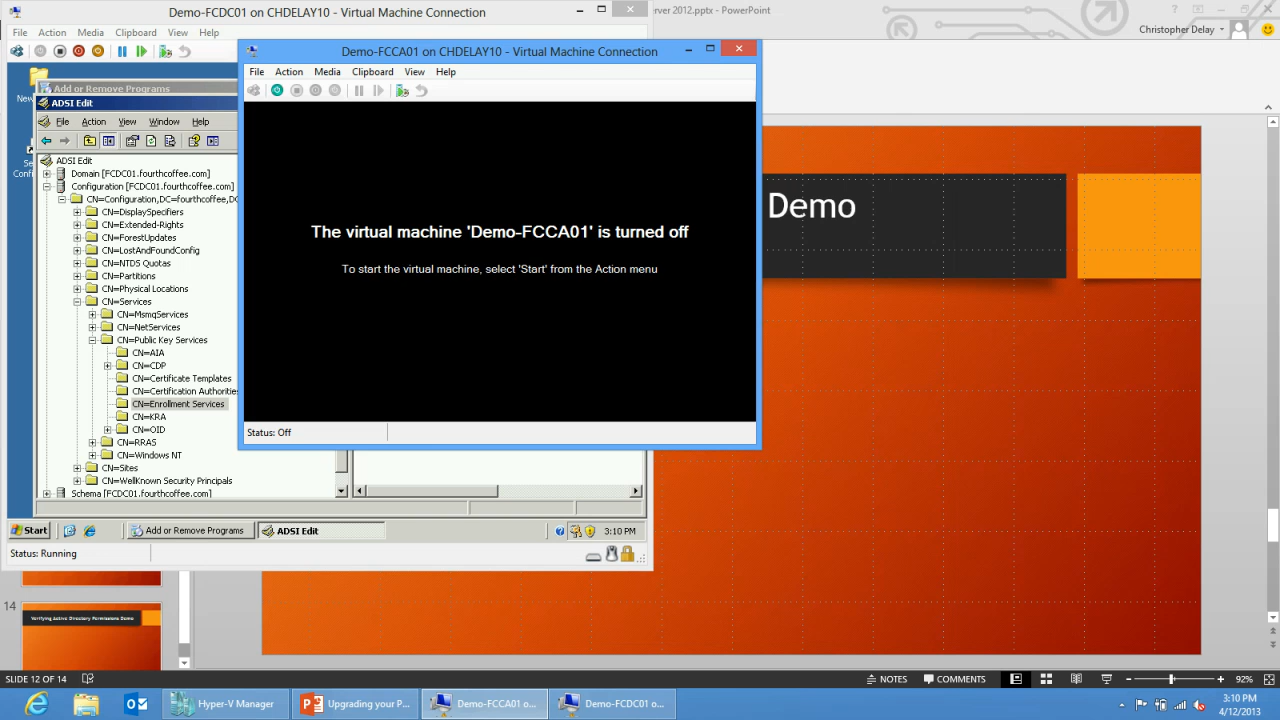 Demo-FCDC01 on CHDELAY10 - Virtual Machine Connection
erver 2012.pptx - PowerPoint
File Action Media Clipboard View Help
Christopher Delay
Demo-FCCA01 on CHDELAY10 - Virtual Machine Connection
File Action Media Clipboard View Help
New
Se
Confi
Add or Remove Programs
ADSI Edit
File Action View Window Help
ADSI Edit
Domain [FCDC01.fourthcoffee.com]
Configuration [FCDC01.fourthcoffee.com]
CN=Configuration,DC=fourthcoffee,DC
CN=DisplaySpecifiers
CN=Extended-Rights
CN=ForestUpdates
CN=LostAndFoundConfig
CN=NTDS Quotas
CN=Partitions
CN=Physical Locations
CN=Services
CN=MsmqServices
CN=NetServices
CN=Public Key Services
CN=AIA
CN=CDP
CN=Certificate Templates
CN=Certification Authorities
CN=Enrollment Services
CN=KRA
CN=OID
CN=RRAS
CN=Windows NT
CN=Sites
CN=WellKnown Security Principals
Schema [FCDC01.fourthcoffee.com]
The virtual machine 'Demo-FCCA01' is turned off
To start the virtual machine, select 'Start' from the Action menu
Status: Off
Demo
Start
Add or Remove Programs
ADSI Edit
3:10 PM
Status: Running
14
Verifying Active Directory Permissions Demo
SLIDE 12 OF 14
NOTES
COMMENTS
92%
Hyper-V Manager
Upgrading your P...
Demo-FCCA01 o...
Demo-FCDC01 o...
3:10 PM
4/12/2013